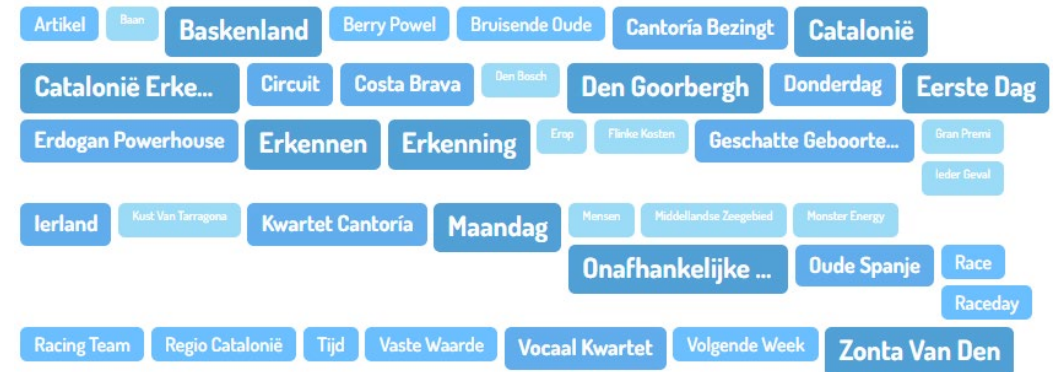 Artikel Baan Baskenland Berry Powel Bruisende Oude Cantoría Bezingt Catalonië
Catalonië Erke... Circuit Costa Brava Den Bosch Den Goorbergh Donderdag Eerste Dag
Erdogan Powerhouse Erkennen Erkenning Erop Flinke Kosten Geschatte Geboorte... Gran Premi
Ieder Geval
Ierland Kust Van Tarragona Kwartet Cantoría Maandag Mensen Middellandse Zeegebied Monster Energy
Onafhankelijke ... Oude Spanje Race
Raceday
Racing Team Regio Catalonië Tijd Vaste Waarde Vocaal Kwartet Volgende Week Zonta Van Den